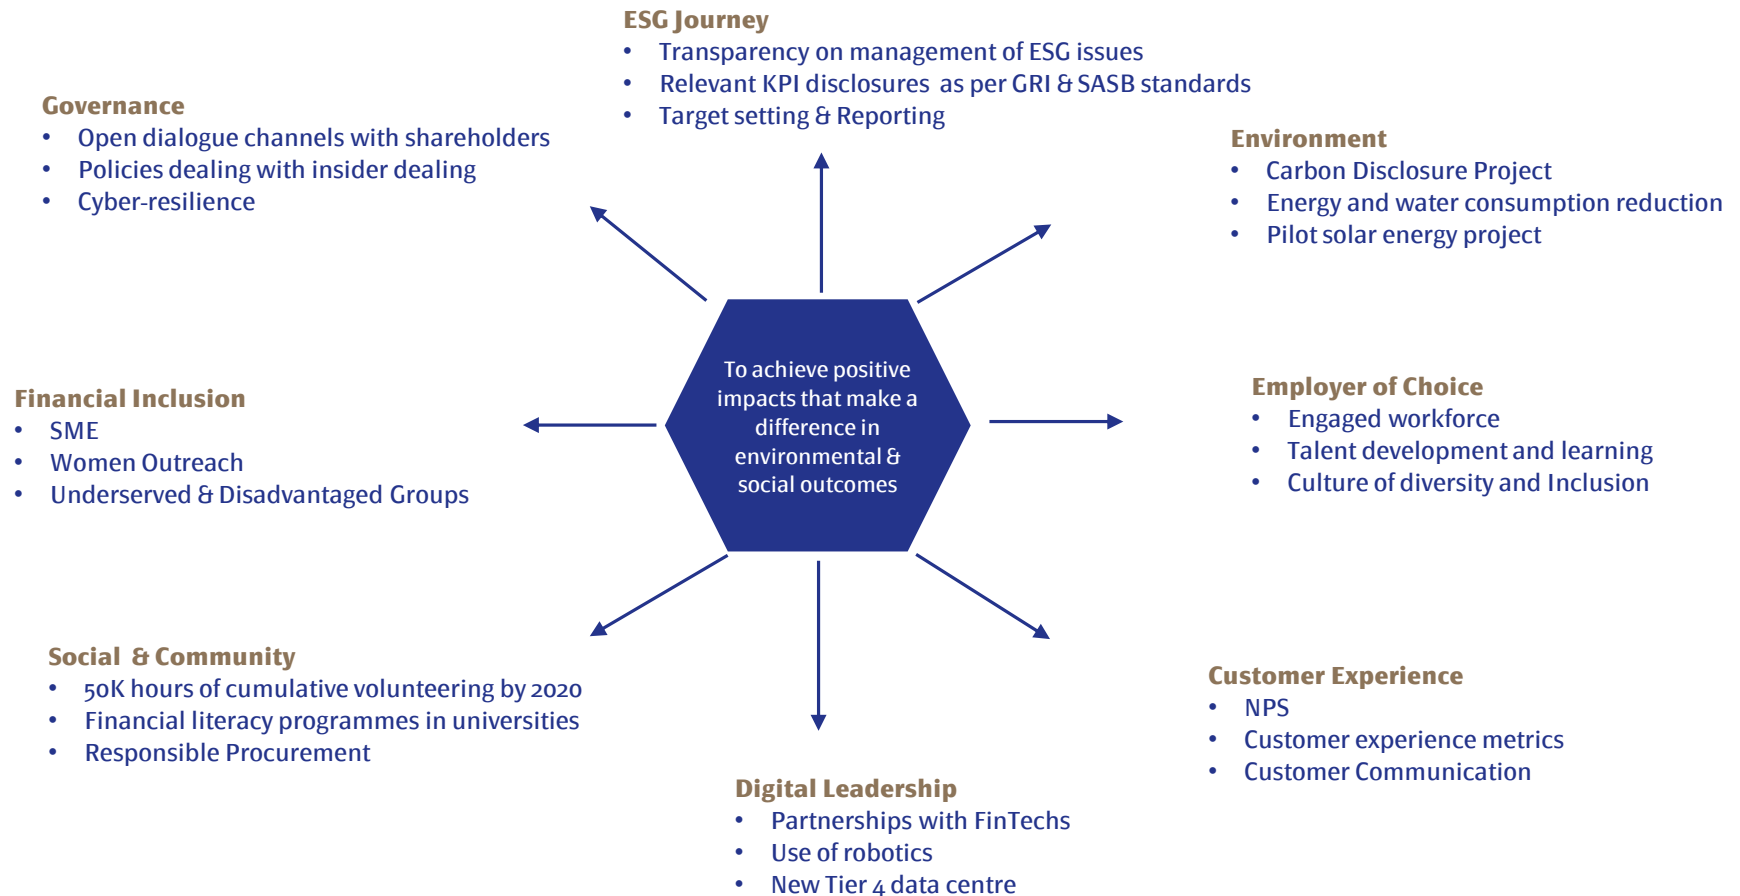 ESG Journey
• Transparency on management of ESG issues
• Relevant KPI disclosures as per GRI & SASB standards
• Target setting & Reporting
Governance
• Open dialogue channels with shareholders
• Policies dealing with insider dealing
• Cyber-resilience
Environment
• Carbon Disclosure Project
• Energy and water consumption reduction
• Pilot solar energy project
To achieve positive
impacts that make a
difference in
environmental &
social outcomes
Financial Inclusion
• SME
• Women Outreach
• Underserved & Disadvantaged Groups
Employer of Choice
• Engaged workforce
• Talent development and learning
• Culture of diversity and Inclusion
Social & Community
• 50K hours of cumulative volunteering by 2020
• Financial literacy programmes in universities
• Responsible Procurement
Customer Experience
• NPS
• Customer experience metrics
• Customer Communication
Digital Leadership
• Partnerships with FinTechs
• Use of robotics
• New Tier 4 data centre